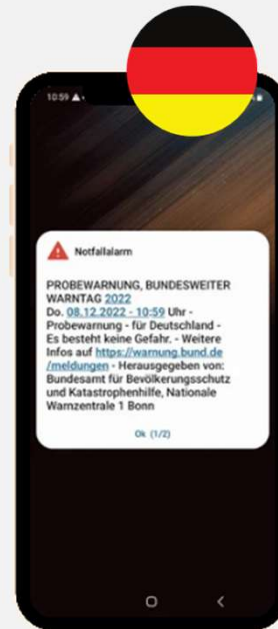 10:59
Notfallalarm
PROBEWARNUNG, BUNDESWEITER
WARNTAG 2022
Do. 08.12.2022 - 10:59 Uhr -
Probewarnung - für Deutschland -
Es besteht keine Gefahr. - Weitere
Infos auf https://warnung.bund.de
/meldungen - Herausgegeben von:
Bundesamt für Bevölkerungsschutz
und Katastrophenhilfe, Nationale
Warnzentrale 1 Bonn
Ok (1/2)